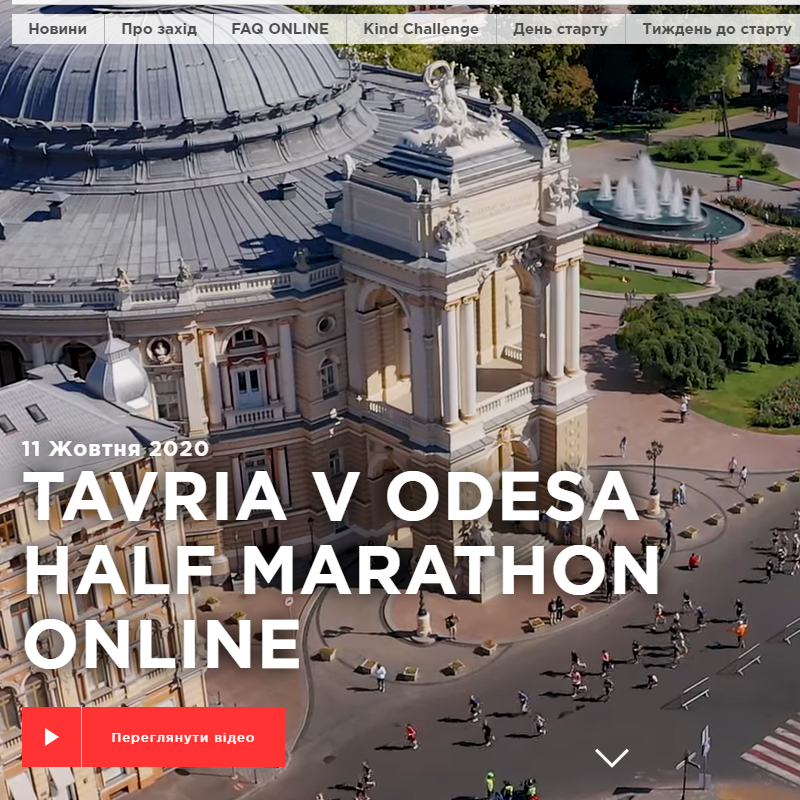 Новини Про захід FAQ ONLINE Kind Challenge День старту Тиждень до старту
11 Жовтня 2020
TAVRIA V ODESA
HALF MARATHON
ONLINE
Переглянути відео